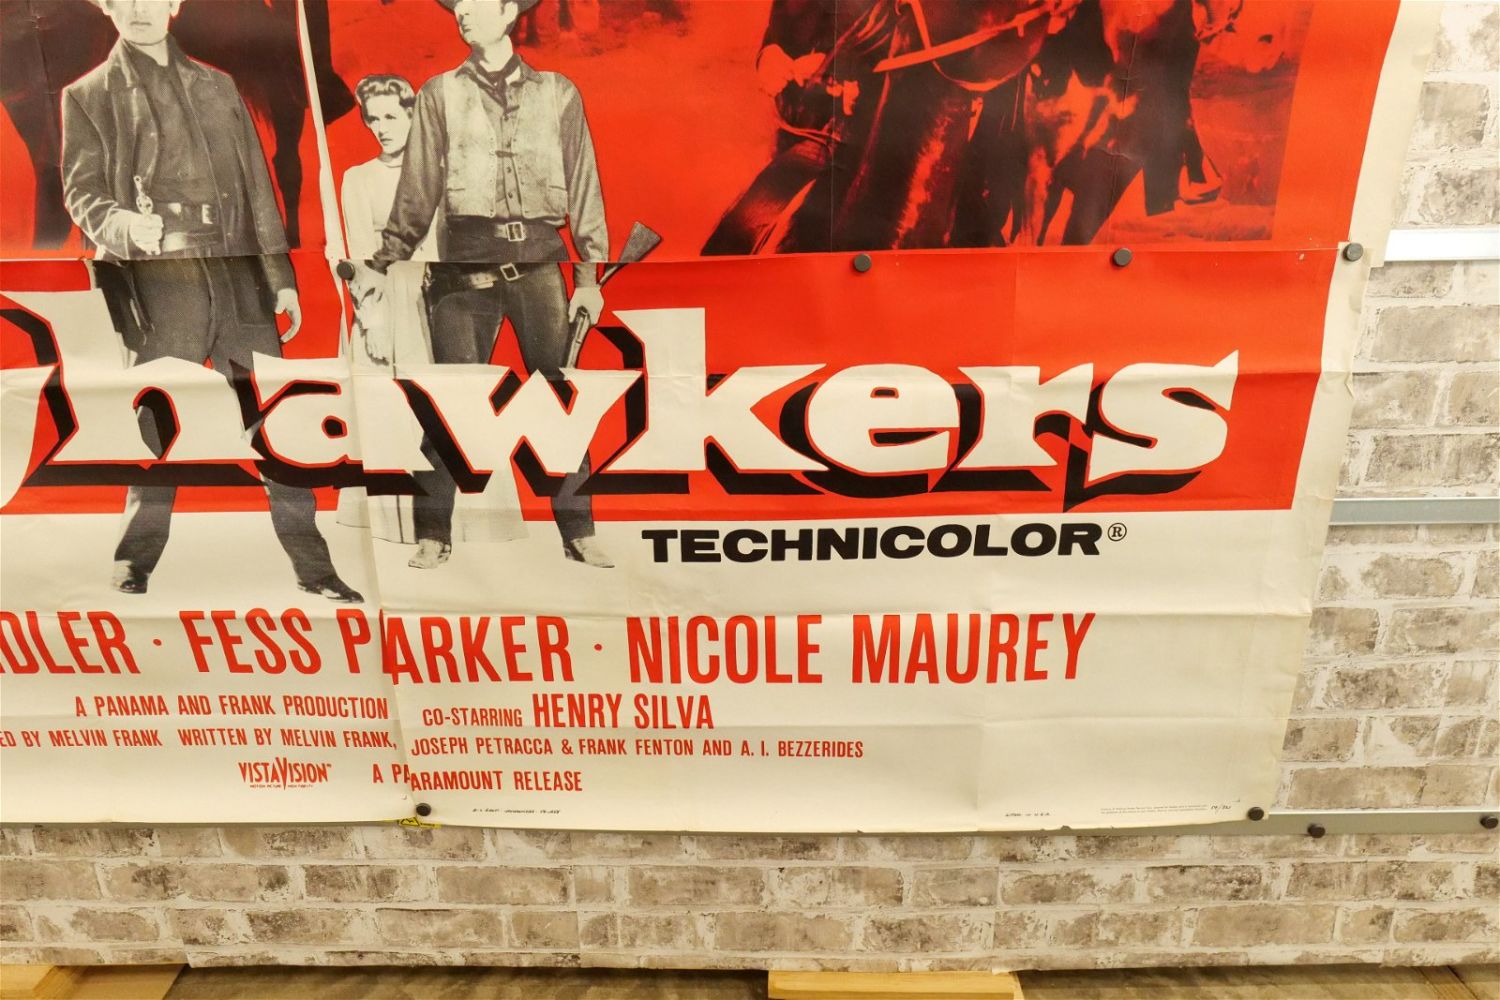 yhawkers
TECHNICOLOR®
DLER · FESS PARKER · NICOLE MAUREY
A PANAMA AND FRANK PRODUCTION CO-STARRING HENRY SILVA
ED BY MELVIN FRANK WRITTEN BY MELVIN FRANK, JOSEPH PETRACCA & FRANK FENTON AND A. I. BEZZERIDES
VISTAVISION A PARAMOUNT RELEASE